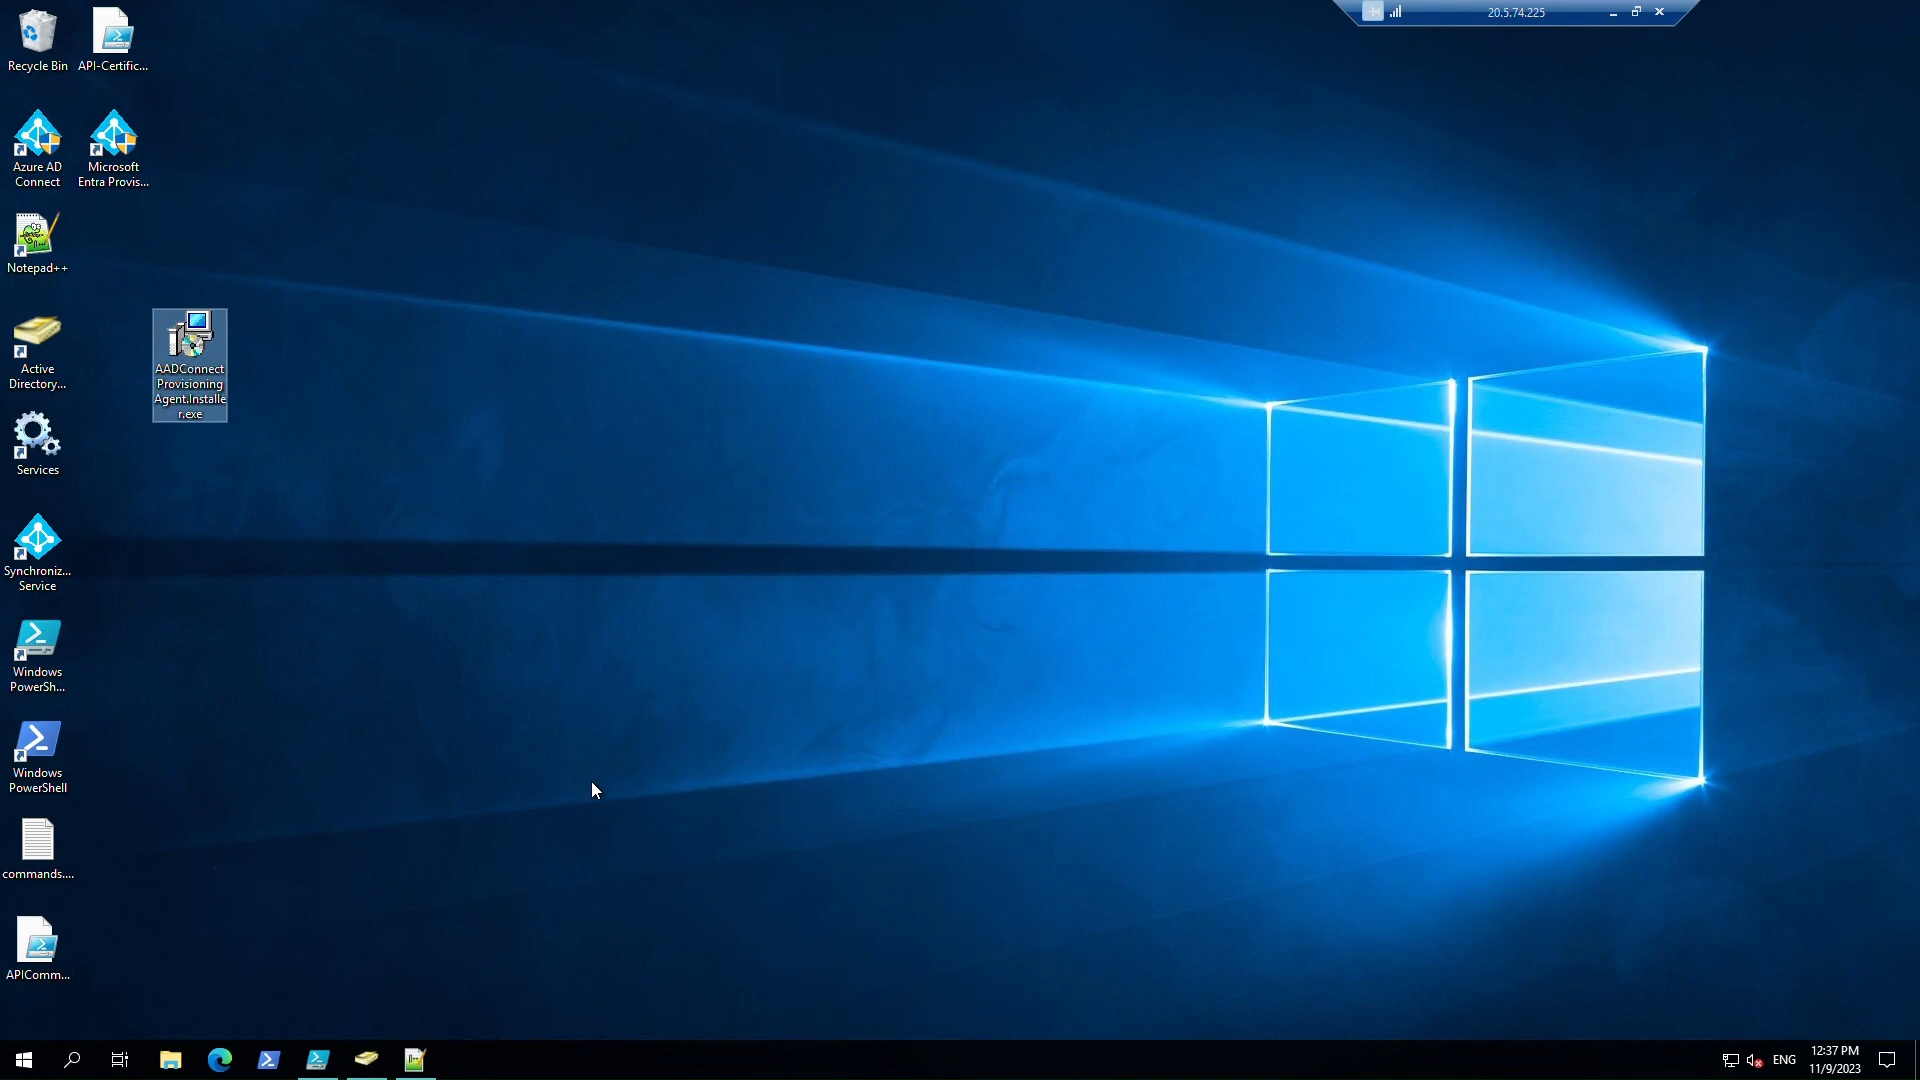 20.5.74.225
Recycle Bin
API-Certific...
Azure AD
Connect
Microsoft
Entra Provis...
Notepad++
Active
Directory...
AADConnect
Provisioning
Agent.Installe
r.exe
Services
Synchroniz...
Service
Windows
PowerSh...
Windows
PowerShell
commands....
APIComm...
ENG
12:37 PM
11/9/2023